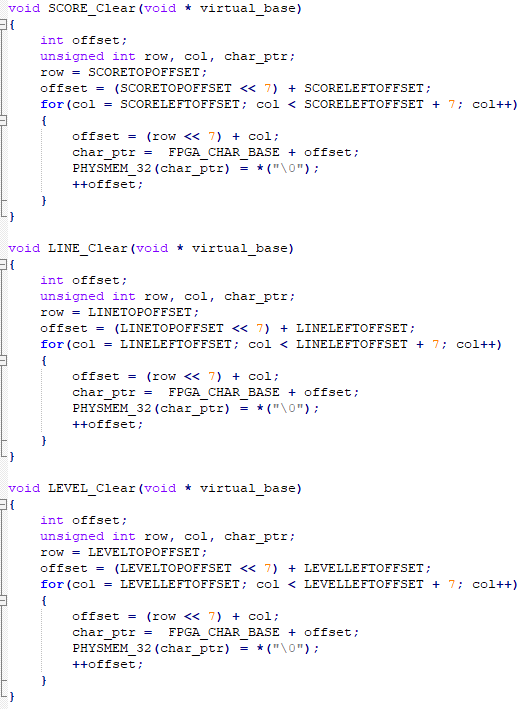 void SCORE_Clear(void * virtual_base)
{
    int offset;
    unsigned int row, col, char_ptr;
    row = SCORETOPOFFSET;
    offset = (SCORETOPOFFSET << 7) + SCORELEFTOFFSET;
    for(col = SCORELEFTOFFSET; col < SCORELEFTOFFSET + 7; col++)
    {
        offset = (row << 7) + col;
        char_ptr =  FPGA_CHAR_BASE + offset;
        PHYSMEM_32(char_ptr) = *("\0");
        ++offset;
    }
}

void LINE_Clear(void * virtual_base)
{
    int offset;
    unsigned int row, col, char_ptr;
    row = LINETOPOFFSET;
    offset = (LINETOPOFFSET << 7) + LINELEFTOFFSET;
    for(col = LINELEFTOFFSET; col < LINELEFTOFFSET + 7; col++)
    {
        offset = (row << 7) + col;
        char_ptr =  FPGA_CHAR_BASE + offset;
        PHYSMEM_32(char_ptr) = *("\0");
        ++offset;
    }
}

void LEVEL_Clear(void * virtual_base)
{
    int offset;
    unsigned int row, col, char_ptr;
    row = LEVELTOPOFFSET;
    offset = (LEVELTOPOFFSET << 7) + LEVELLEFTOFFSET;
    for(col = LEVELLEFTOFFSET; col < LEVELLEFTOFFSET + 7; col++)
    {
        offset = (row << 7) + col;
        char_ptr =  FPGA_CHAR_BASE + offset;
        PHYSMEM_32(char_ptr) = *("\0");
        ++offset;
    }
}